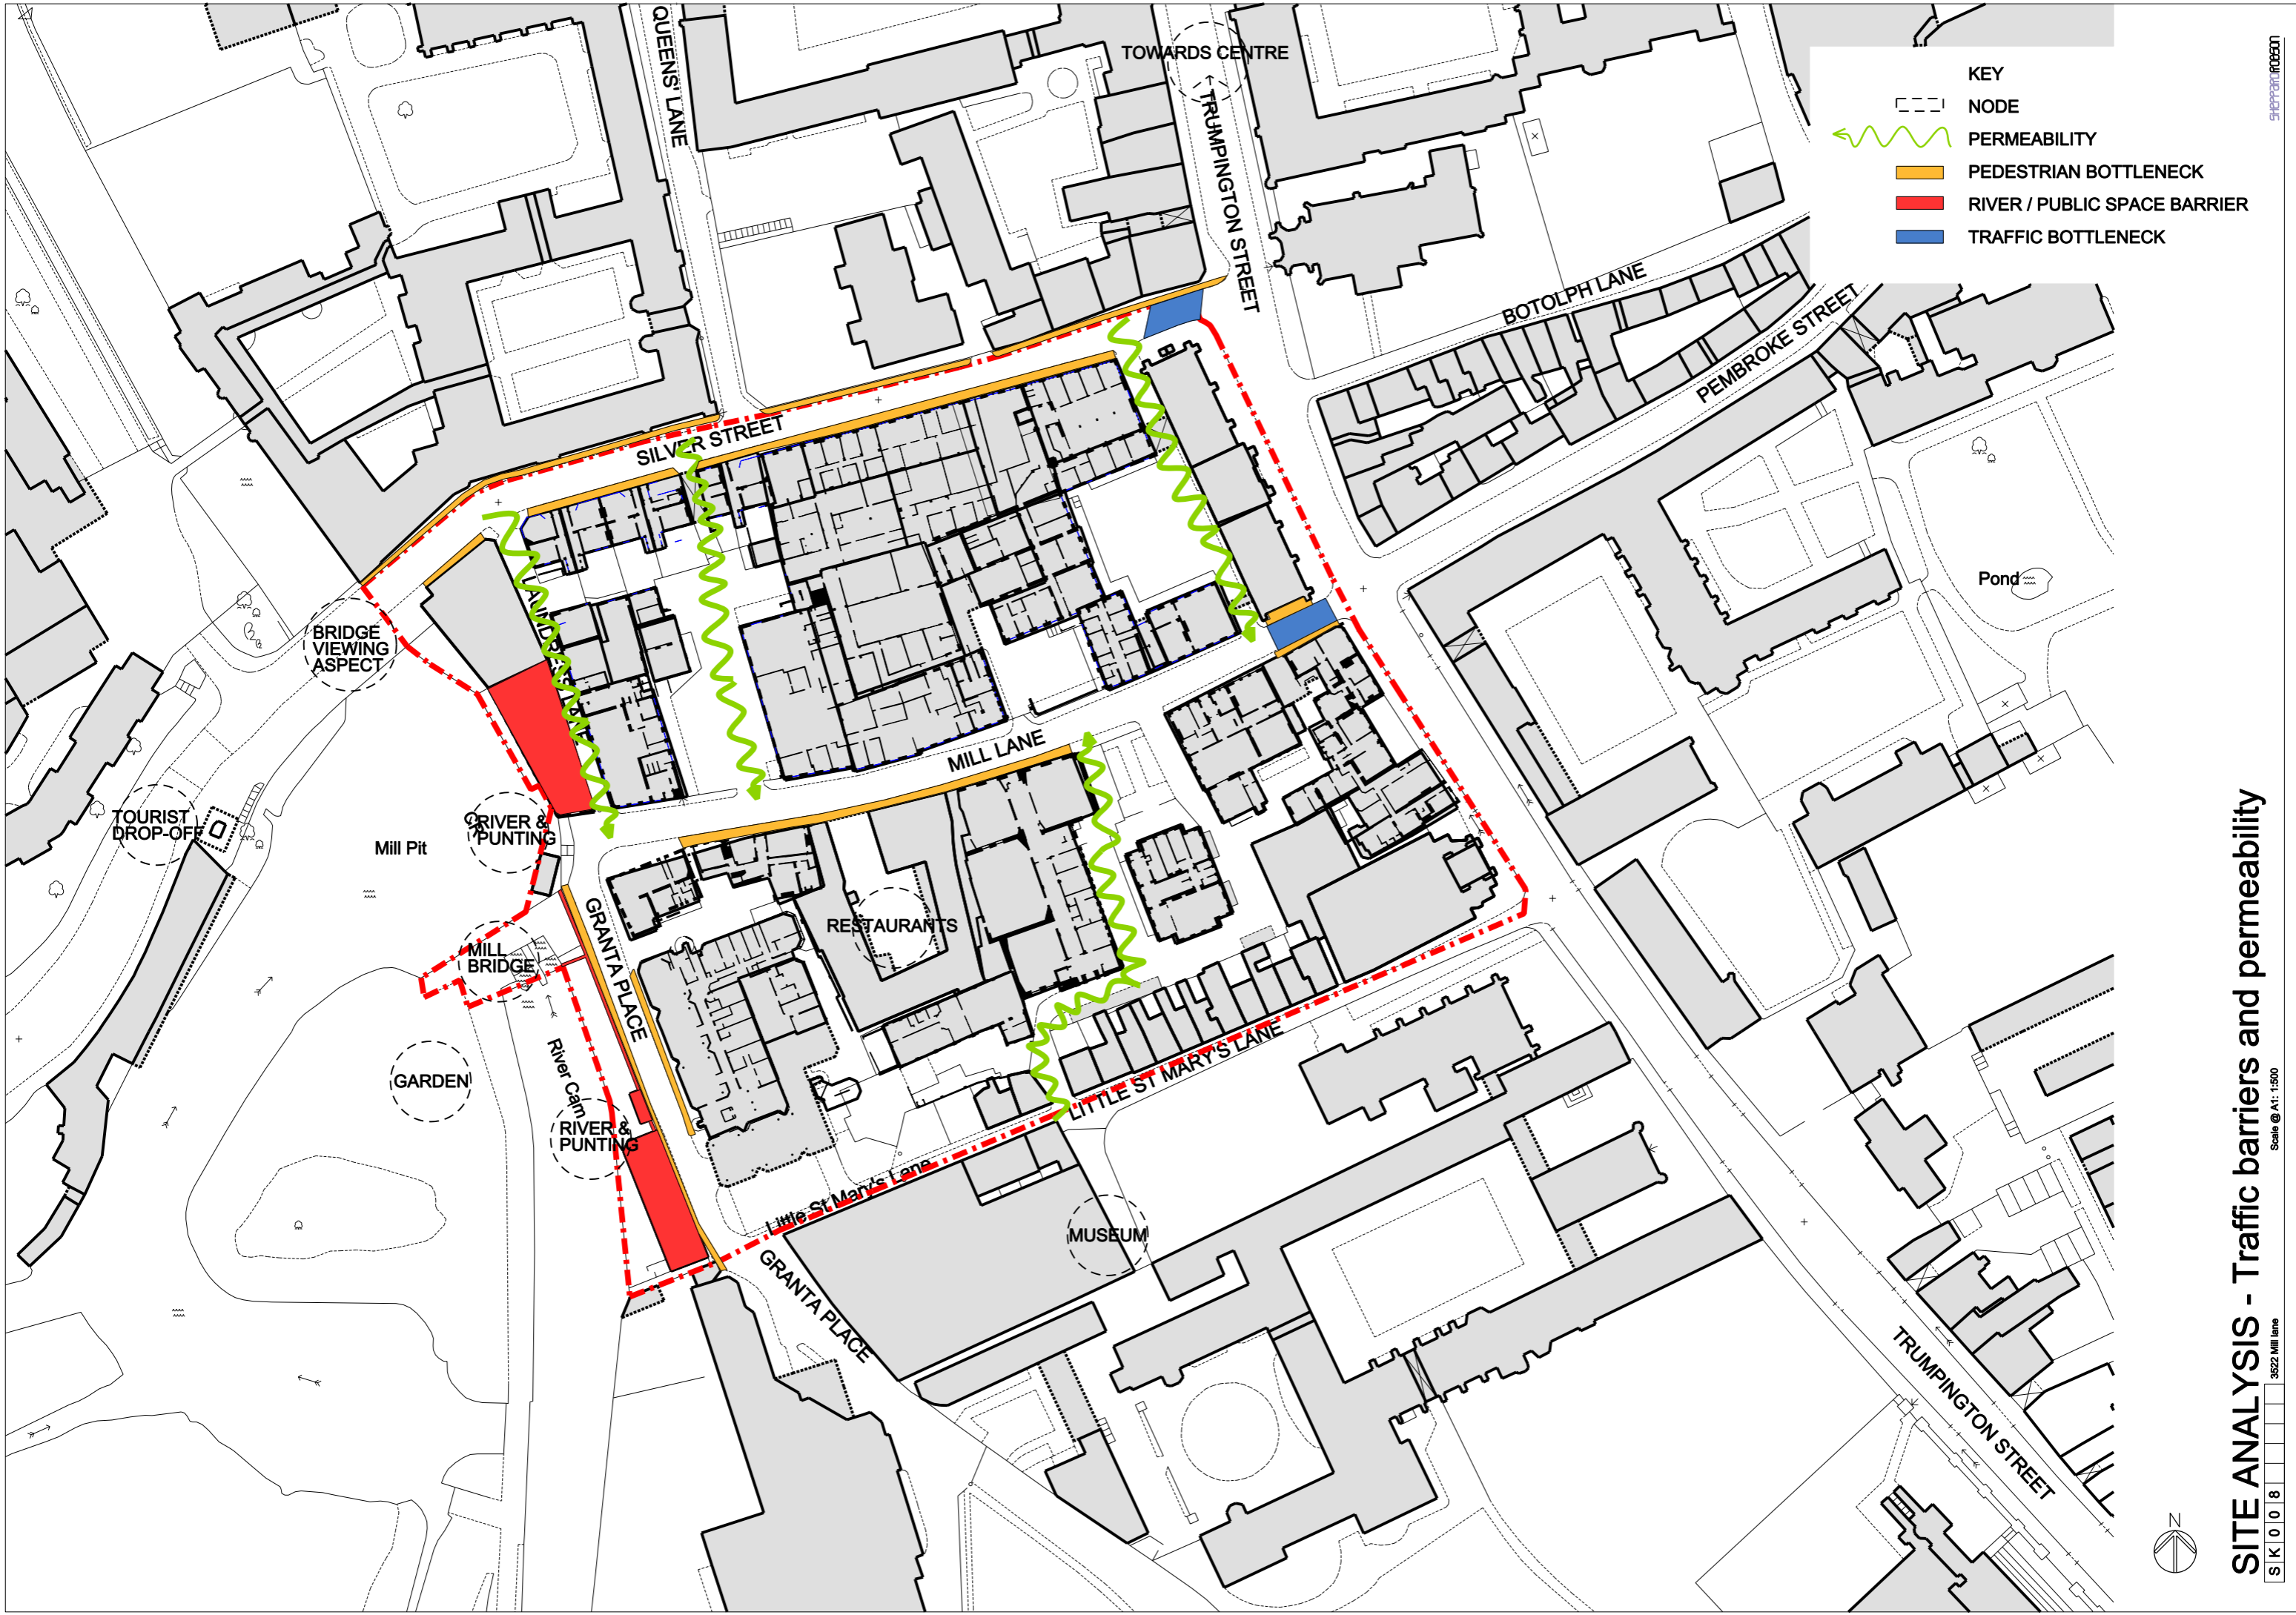 QUEENS' LANE
TOWARDS CENTRE
TRUMPINGTON STREET
KEY
NODE
PERMEABILITY
PEDESTRIAN BOTTLENECK
RIVER / PUBLIC SPACE BARRIER
TRAFFIC BOTTLENECK
SHEPPARD ROBSON
BOTOLPH LANE
PEMBROKE STREET
SILVER STREET
Pond
BRIDGE
VIEWING
ASPECT
MILL LANE
TOURIST
DROP-OFF
Mill Pit
RIVER &
PUNTING
GRANTA PLACE
RESTAURANTS
MILL
BRIDGE
GARDEN
River Cam
RIVER &
PUNTING
LITTLE ST MARY'S LANE
Little St Mary's Lane
MUSEUM
GRANTA PLACE
TRUMPINGTON STREET
N
SITE ANALYSIS - Traffic barriers and permeability
SK008
3522 Mill lane
Scale @ A1: 1:500